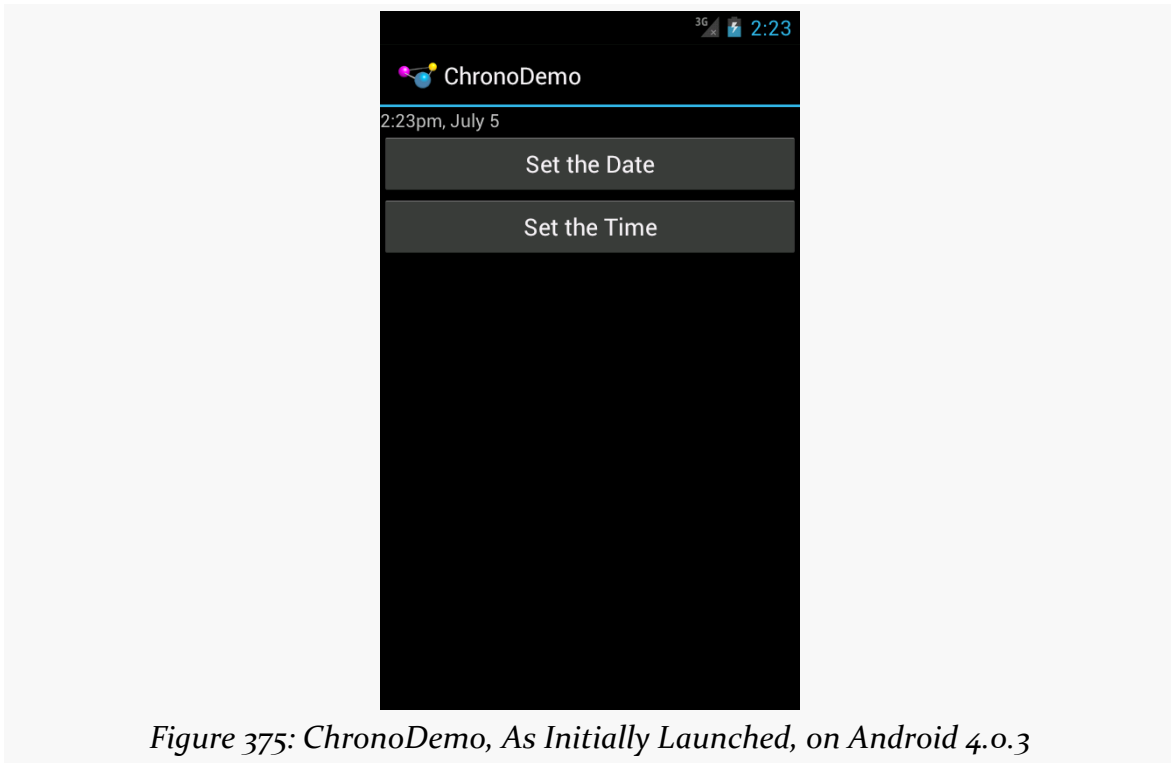 3G 2:23
ChronoDemo
2:23pm, July 5
Set the Date
Set the Time
Figure 375: ChronoDemo, As Initially Launched, on Android 4.0.3